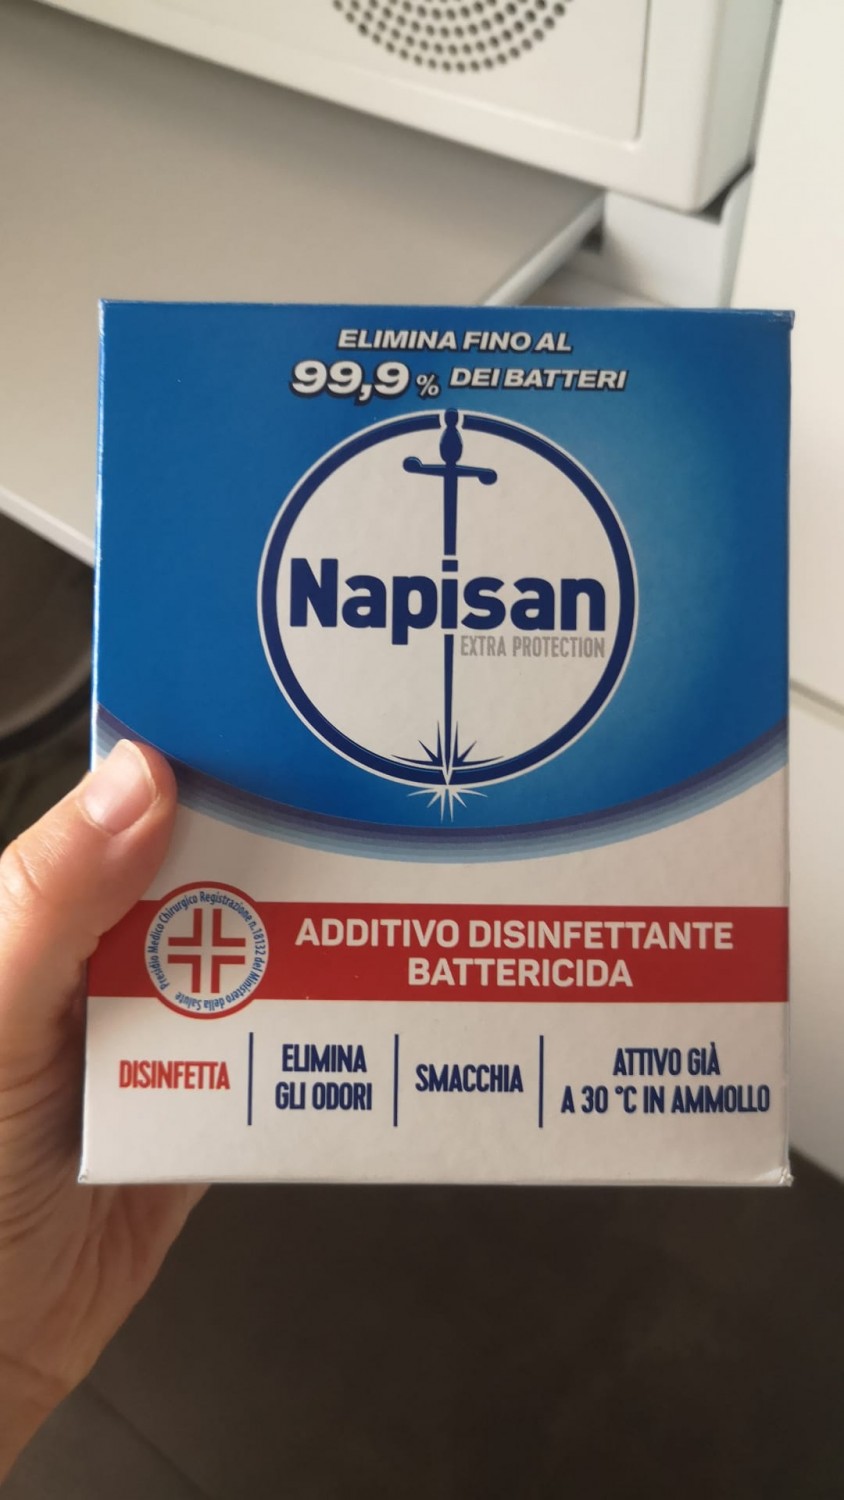 ELIMINA FINO AL
99,9% DEI BATTERI
Napisan
EXTRA PROTECTION
Presidio Medico Chirurgico Registrazione n.18132 del Ministero della Salute
ADDITIVO DISINFETTANTE
BATTERICIDA
DISINFETTA
ELIMINA
GLI ODORI
SMACCHIA
ATTIVO GIÀ
A 30 °C IN AMMOLLO